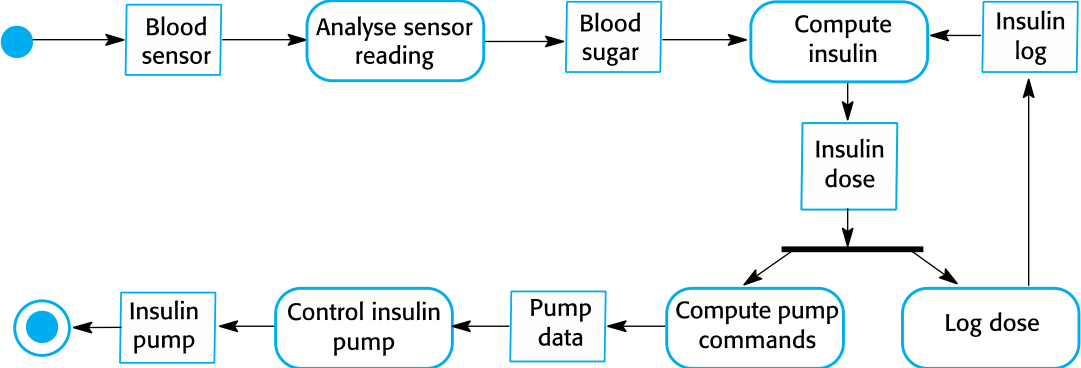 Blood
sensor
Analyse sensor
reading
Blood
sugar
Compute
insulin
Insulin
log
Insulin
dose
Insulin
pump
Control insulin
pump
Pump
data
Compute pump
commands
Log dose